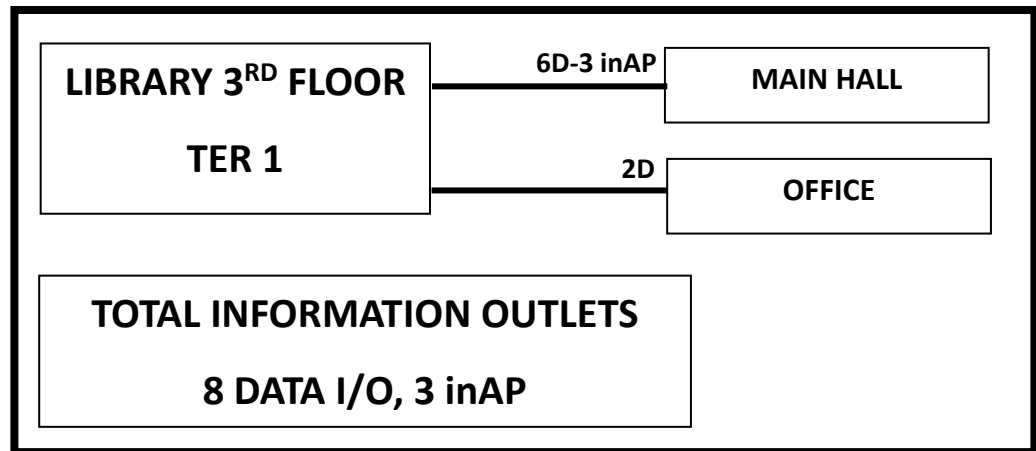 LIBRARY 3RD FLOOR
TER 1
6D-3 inAP
MAIN HALL
2D
OFFICE
TOTAL INFORMATION OUTLETS
8 DATA I/O, 3 inAP